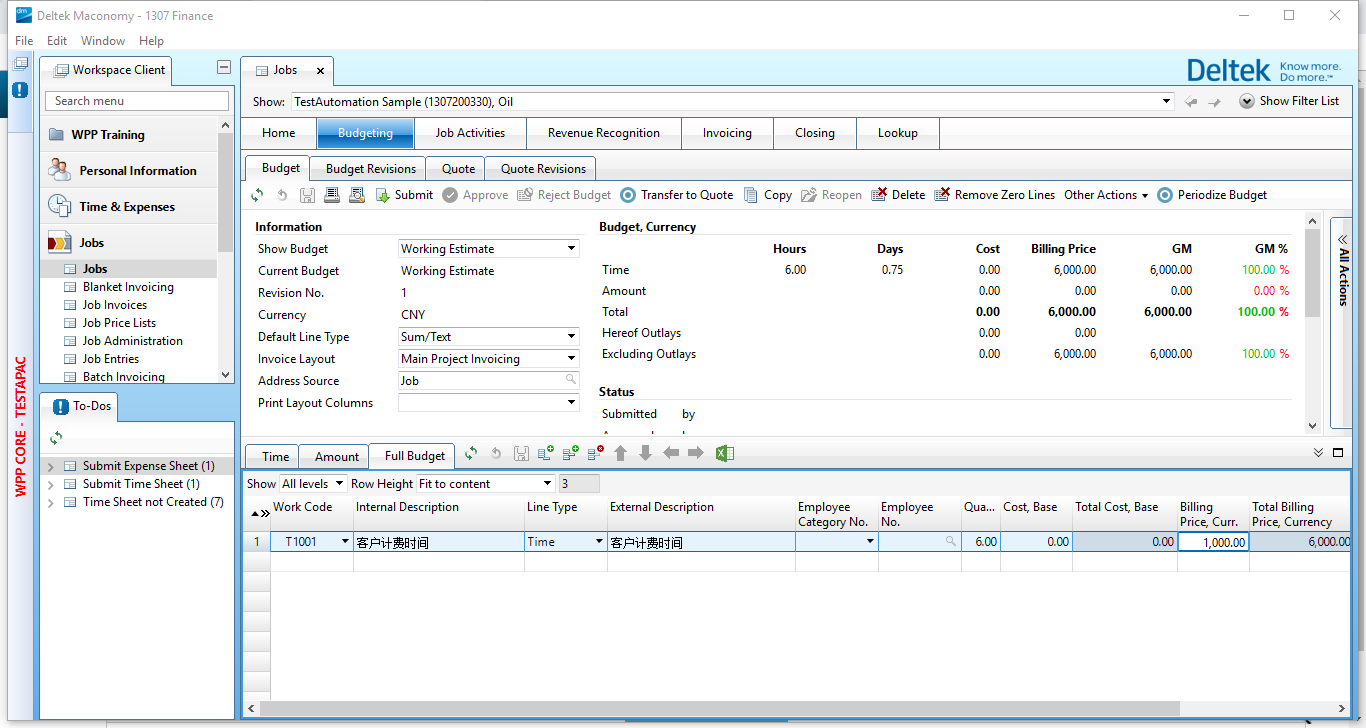 Deltek Maconomy - 1307 Finance
File Edit Window Help
Workspace Client
Search menu
WPP Training
Personal Information
Time & Expenses
Jobs
Jobs
Blanket Invoicing
Job Invoices
Job Price Lists
Job Administration
Job Entries
Batch Invoicing
To-Dos
Submit Expense Sheet (1)
Submit Time Sheet (1)
Time Sheet not Created (7)
WPP CORE - TESTAPAC
Jobs
Deltek Know more.
Do more.™
Show: TestAutomation Sample (1307200330), Oil Show Filter List
Home Budgeting Job Activities Revenue Recognition Invoicing Closing Lookup
Budget Budget Revisions Quote Quote Revisions
Submit Approve Reject Budget Transfer to Quote Copy Reopen Delete Remove Zero Lines Other Actions Periodize Budget
Information
Show Budget Working Estimate
Current Budget Working Estimate
Revision No. 1
Currency CNY
Default Line Type Sum/Text
Invoice Layout Main Project Invoicing
Address Source Job
Print Layout Columns
Budget, Currency
Hours Days Cost Billing Price GM GM %
Time 6.00 0.75 0.00 6,000.00 6,000.00 100.00 %
Amount 0.00 0.00 0.00 0.00 %
Total 0.00 6,000.00 6,000.00 100.00 %
Hereof Outlays 0.00 0.00
Excluding Outlays 0.00 6,000.00 6,000.00 100.00 %
Status
Submitted by
All Actions
Time Amount Full Budget
Show All levels Row Height Fit to content 3
Work Code Internal Description Line Type External Description Employee Category No. Employee No. Qua... Cost, Base Total Cost, Base Billing Price, Curr. Total Billing Price, Currency
1 T1001 客户计费时间 Time 客户计费时间 6.00 0.00 0.00 1,000.00 6,000.00